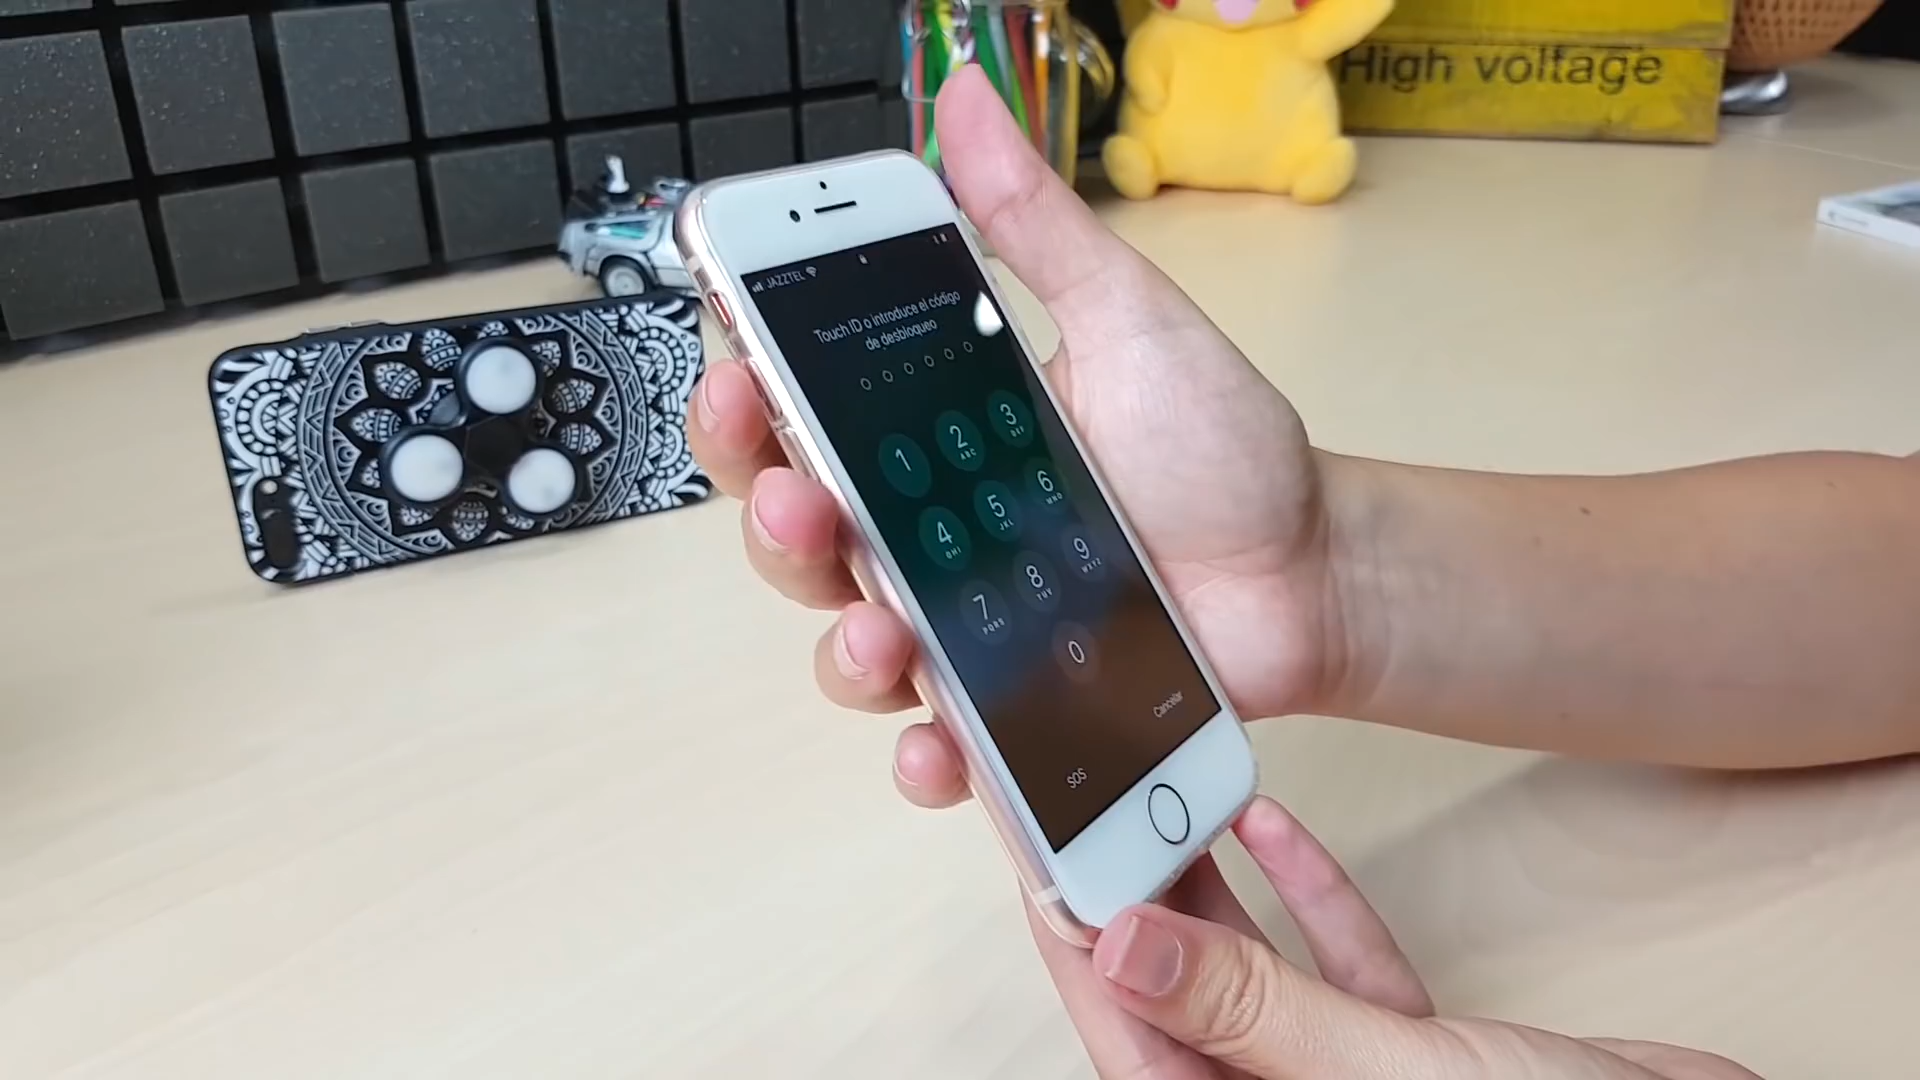 High voltage
JAZZTEL
Touch ID o introduce el código
de desbloqueo
1
2
ABC
3
DEF
4
GHI
5
JKL
6
MNO
7
PQRS
8
TUV
9
WXYZ
0
Cancelar
SOS